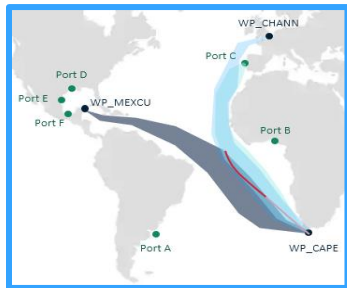 WP_CHANN
Port C
Port D
Port E
WP_MEXCU
Port F
Port B
Port A
WP_CAPE